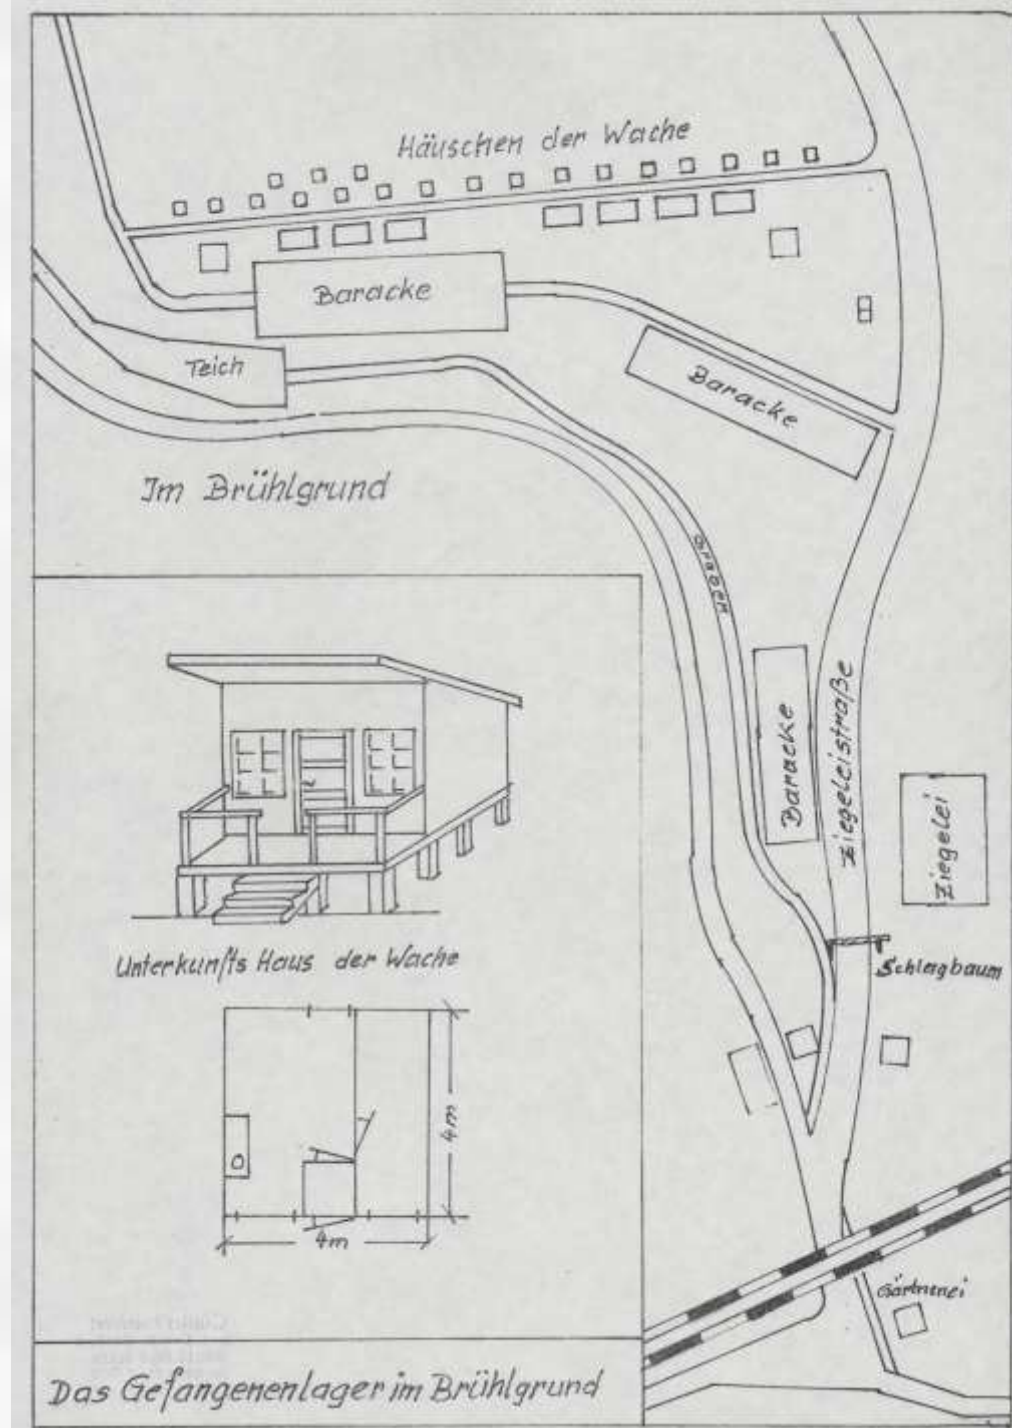 Häuschen der Wache
Baracke
Teich
Baracke
Im Brühlgrund
Graben
Baracke
Ziegeleistraße
Ziegelei
Schlagbaum
Unterkunfts Haus der Wache
4m
4m
Gärtnerei
Das Gefangenenlager im Brühlgrund